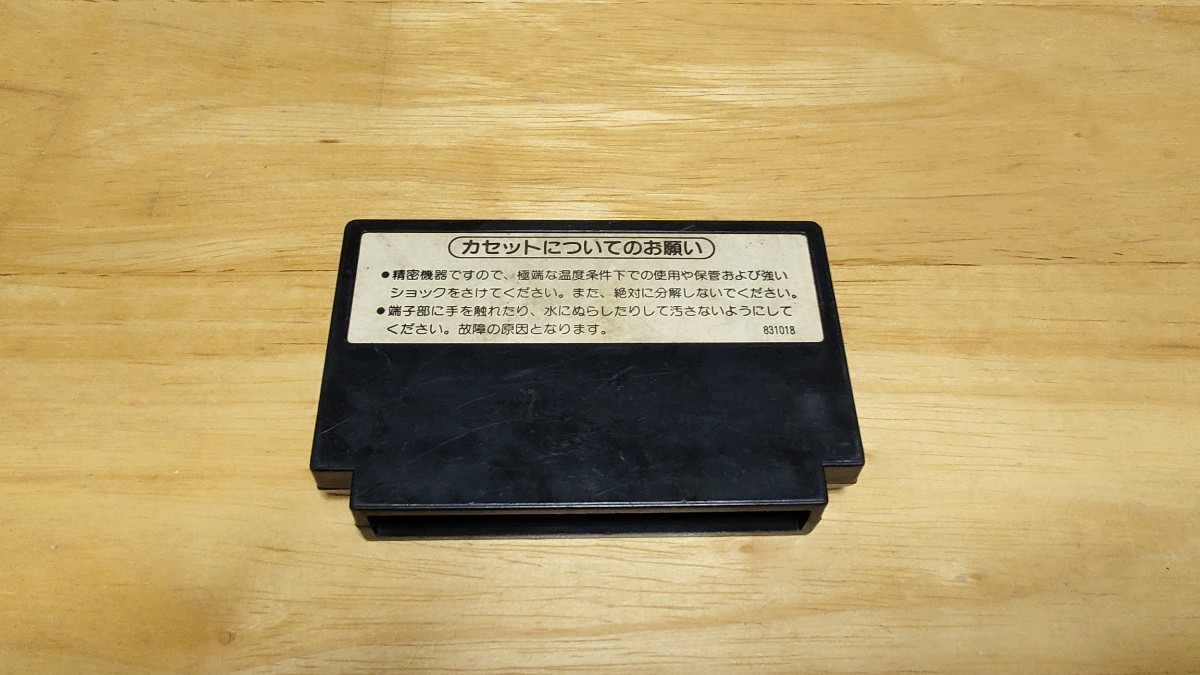 カセットについてのお願い
●精密機器ですので、極端な温度条件下での使用や保管および強い
ショックをさけてください。また、絶対に分解しないでください。
●端子部に手を触れたり、水にぬらしたりして汚さないようにして
ください。故障の原因となります。 831018